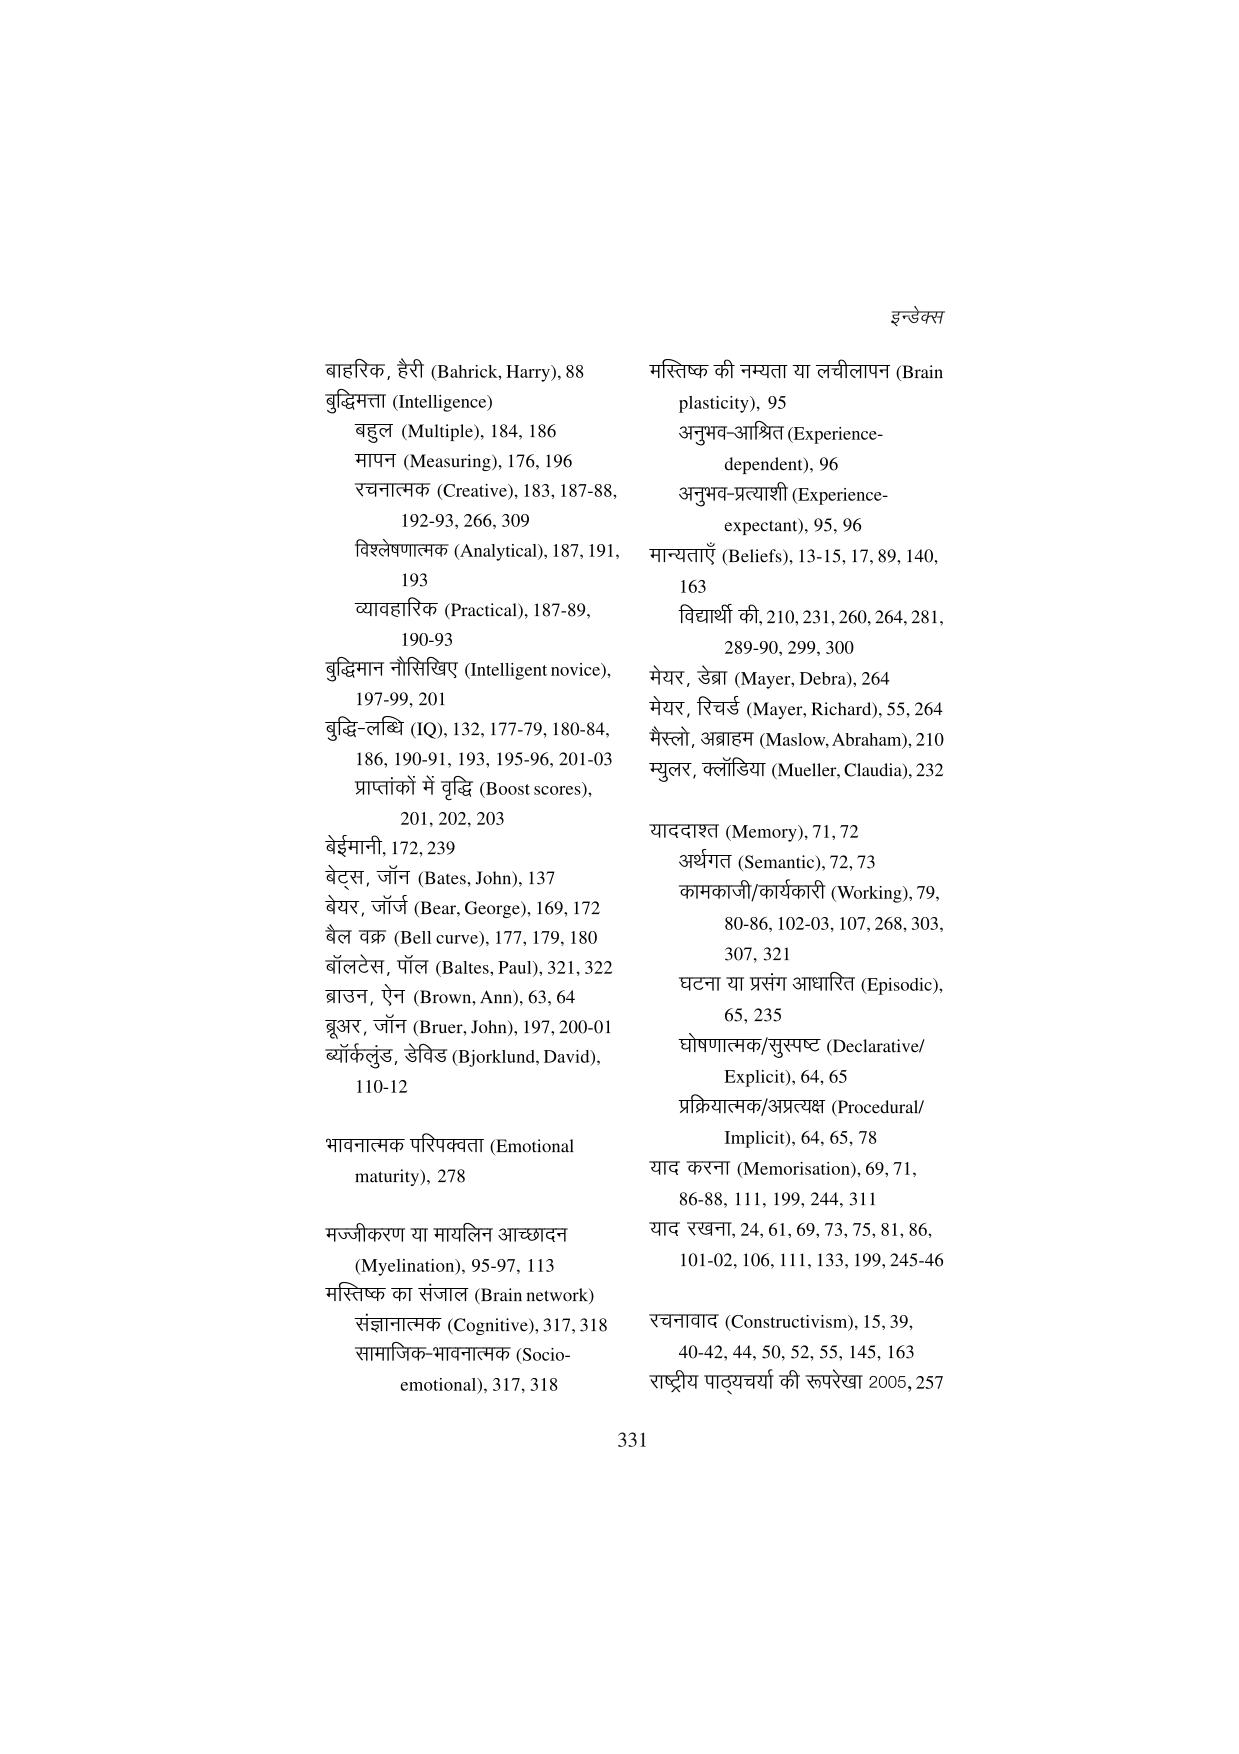 इन्डेक्स
बाहरिक, हैरी (Bahrick, Harry), 88
बुद्धिमत्ता (Intelligence)
बहुल (Multiple), 184, 186
मापन (Measuring), 176, 196
रचनात्मक (Creative), 183, 187-88,
192-93, 266, 309
विश्लेषणात्मक (Analytical), 187, 191,
193
व्यावहारिक (Practical), 187-89,
190-93
बुद्धिमान नौसिखिए (Intelligent novice),
197-99, 201
बुद्धि-लब्धि (IQ), 132, 177-79, 180-84,
186, 190-91, 193, 195-96, 201-03
प्राप्तांकों में वृद्धि (Boost scores),
201, 202, 203
बेईमानी, 172, 239
बेट्स, जॉन (Bates, John), 137
बेयर, जॉर्ज (Bear, George), 169, 172
बैल वक्र (Bell curve), 177, 179, 180
बॉलटेस, पॉल (Baltes, Paul), 321, 322
ब्राउन, ऐन (Brown, Ann), 63, 64
ब्रूअर, जॉन (Bruer, John), 197, 200-01
ब्यॉर्कलुंड, डेविड (Bjorklund, David),
110-12
भावनात्मक परिपक्वता (Emotional
maturity), 278
मज्जीकरण या मायलिन आच्छादन
(Myelination), 95-97, 113
मस्तिष्क का संजाल (Brain network)
संज्ञानात्मक (Cognitive), 317, 318
सामाजिक-भावनात्मक (Socio-
emotional), 317, 318
मस्तिष्क की नम्यता या लचीलापन (Brain
plasticity), 95
अनुभव-आश्रित (Experience-
dependent), 96
अनुभव-प्रत्याशी (Experience-
expectant), 95, 96
मान्यताएँ (Beliefs), 13-15, 17, 89, 140,
163
विद्यार्थी की, 210, 231, 260, 264, 281,
289-90, 299, 300
मेयर, डेब्रा (Mayer, Debra), 264
मेयर, रिचर्ड (Mayer, Richard), 55, 264
मैस्लो, अब्राहम (Maslow, Abraham), 210
म्युलर, क्लॉडिया (Mueller, Claudia), 232
याददाश्त (Memory), 71, 72
अर्थगत (Semantic), 72, 73
कामकाजी/कार्यकारी (Working), 79,
80-86, 102-03, 107, 268, 303,
307, 321
घटना या प्रसंग आधारित (Episodic),
65, 235
घोषणात्मक/सुस्पष्ट (Declarative/
Explicit), 64, 65
प्रक्रियात्मक/अप्रत्यक्ष (Procedural/
Implicit), 64, 65, 78
याद करना (Memorisation), 69, 71,
86-88, 111, 199, 244, 311
याद रखना, 24, 61, 69, 73, 75, 81, 86,
101-02, 106, 111, 133, 199, 245-46
रचनावाद (Constructivism), 15, 39,
40-42, 44, 50, 52, 55, 145, 163
राष्ट्रीय पाठ्यचर्या की रूपरेखा 2005, 257
331